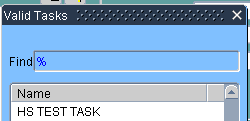 Valid Tasks
Find %
Name
HS TEST TASK